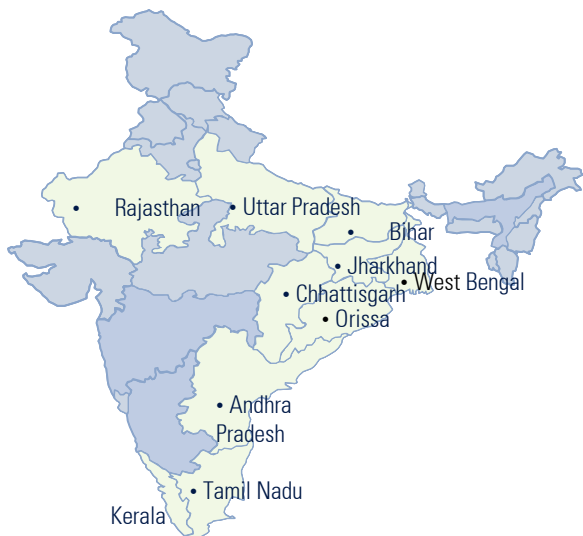 Rajasthan
Uttar Pradesh
Bihar
Jharkhand
West Bengal
Chhattisgarh
Orissa
Andhra
Pradesh
Tamil Nadu
Kerala